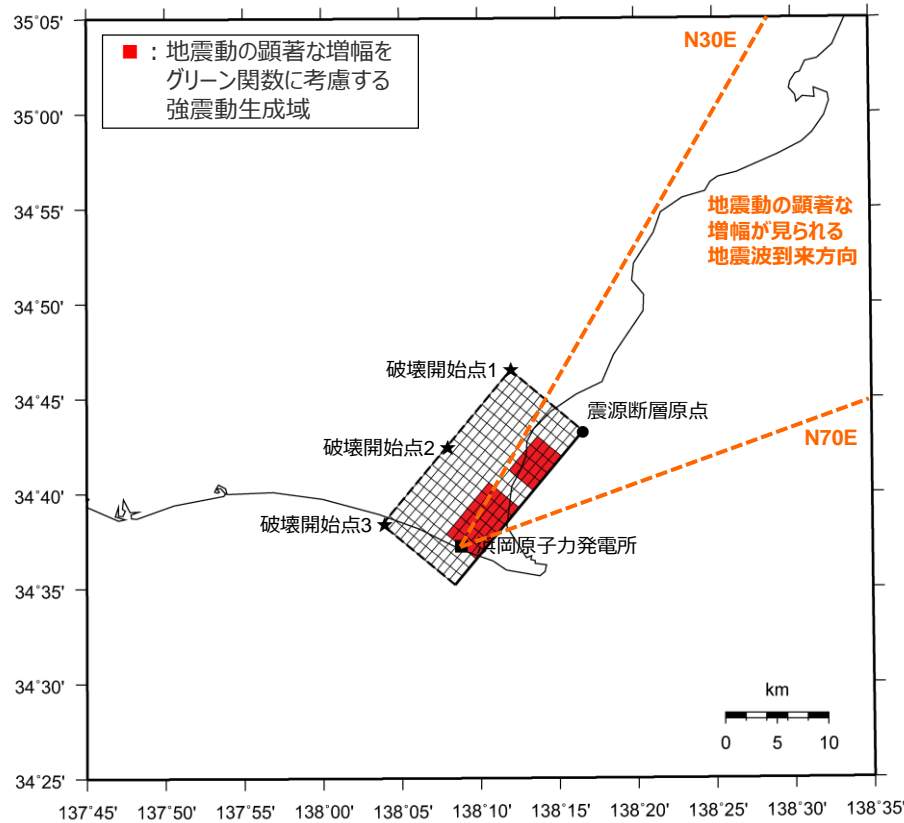 35˚05'
35˚00'
34˚55'
34˚50'
34˚45'
34˚40'
34˚35'
34˚30'
34˚25'
■ : 地震動の顕著な増幅を
グリーン関数に考慮する
強震動生成域
N30E
地震動の顕著な
増幅が見られる
地震波到来方向
破壊開始点1
震源断層原点
N70E
破壊開始点2
破壊開始点3
浜岡原子力発電所
km
0 5 10
137˚45' 137˚50' 137˚55' 138˚00' 138˚05' 138˚10' 138˚15' 138˚20' 138˚25' 138˚30' 138˚35'